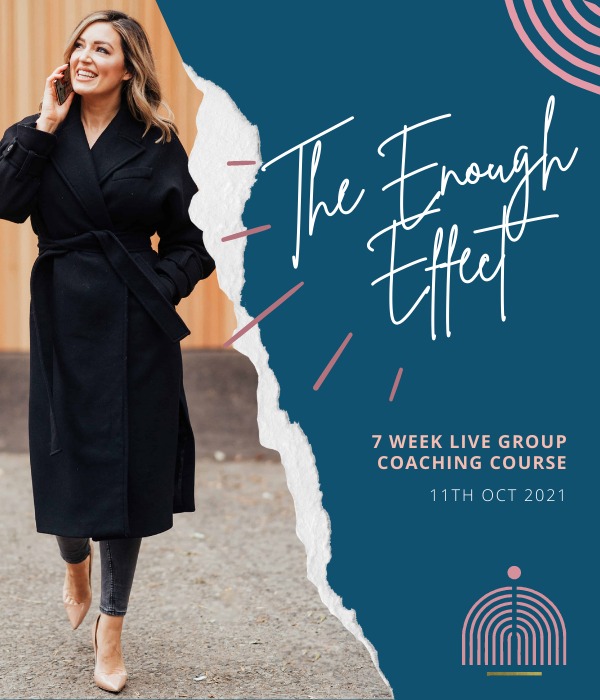 The Enough
Effect
7 WEEK LIVE GROUP
COACHING COURSE
11TH OCT 2021